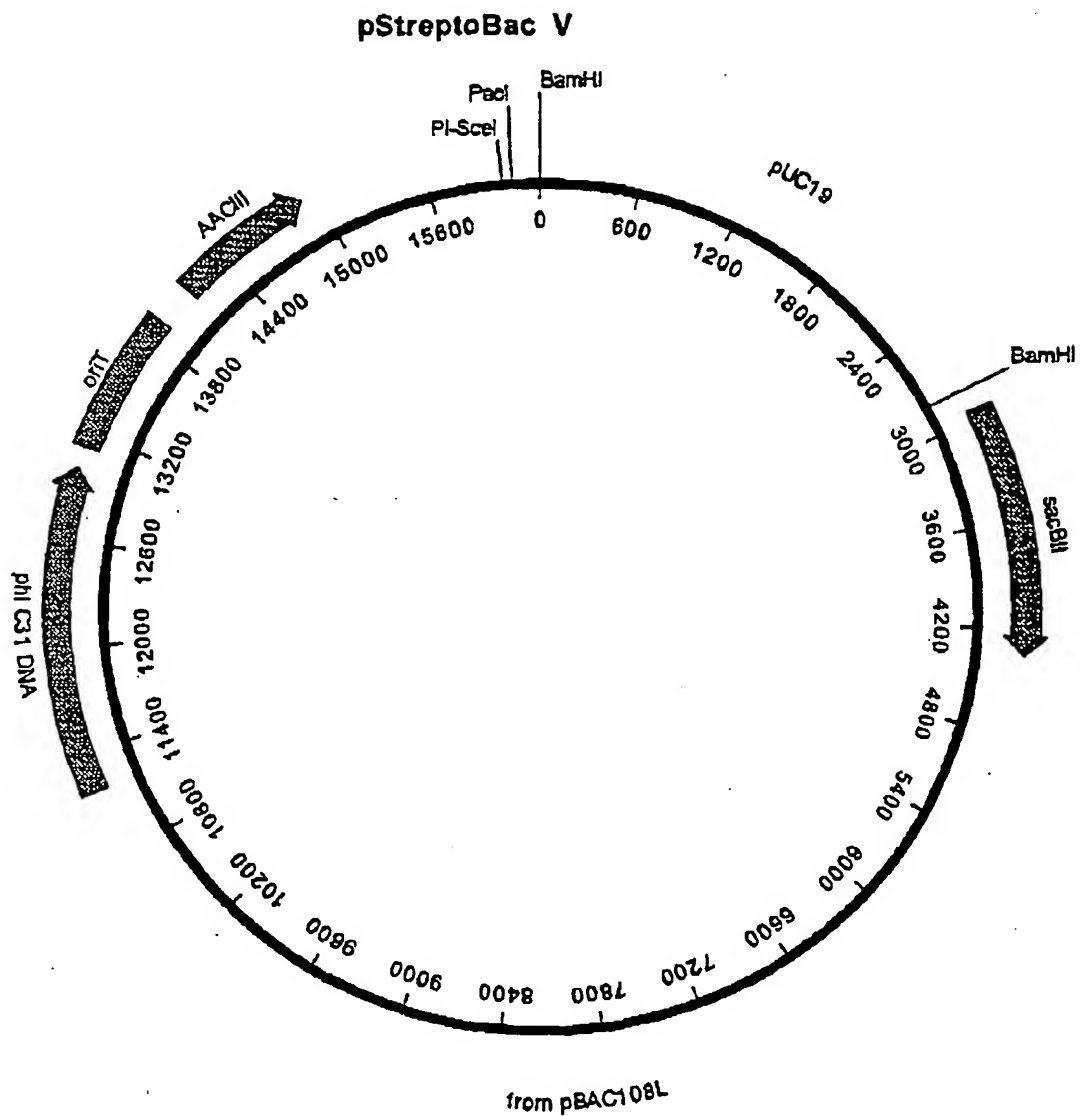 pStreptoBac V
BamHI
PacI
PI-SceI
pUC19
AACIII
oriT
phi C31 DNA
BamHI
sacBII
0
600
1200
1800
2400
3000
3600
4200
4800
5400
6000
6600
7200
7800
8400
9000
9600
10200
10800
11400
12000
12600
13200
13800
14400
15000
15600
from pBAC108L